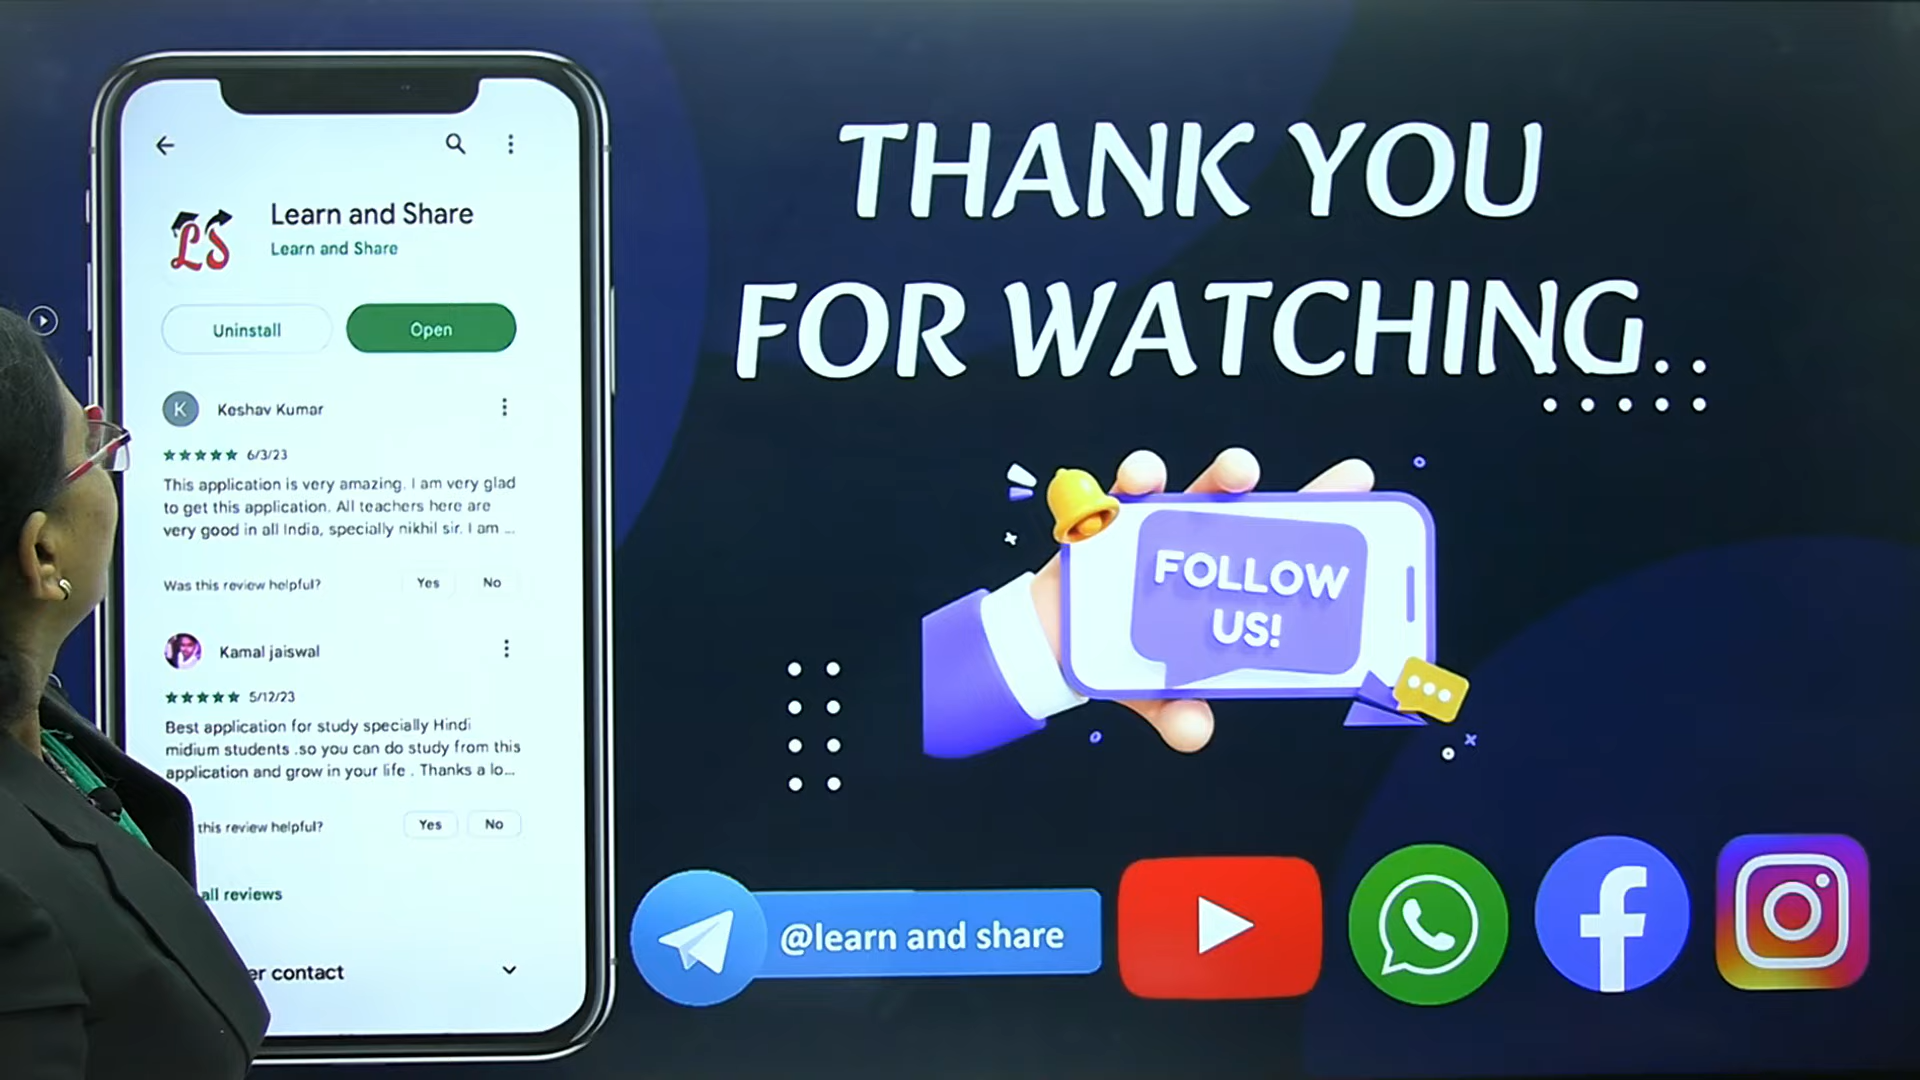 Learn and Share
LS
Learn and Share
Uninstall
Open
K
Keshav Kumar
6/3/23
This application is very amazing. I am very glad
to get this application. All teachers here are
very good in all India, specially nikhil sir. I am ...
Was this review helpful?
Yes
No
Kamal jaiswal
5/12/23
Best application for study specially Hindi
midium students .so you can do study from this
application and grow in your life . Thanks a lo...
this review helpful?
Yes
No
all reviews
er contact
THANK YOU
FOR WATCHING..
FOLLOW
US!
@learn and share